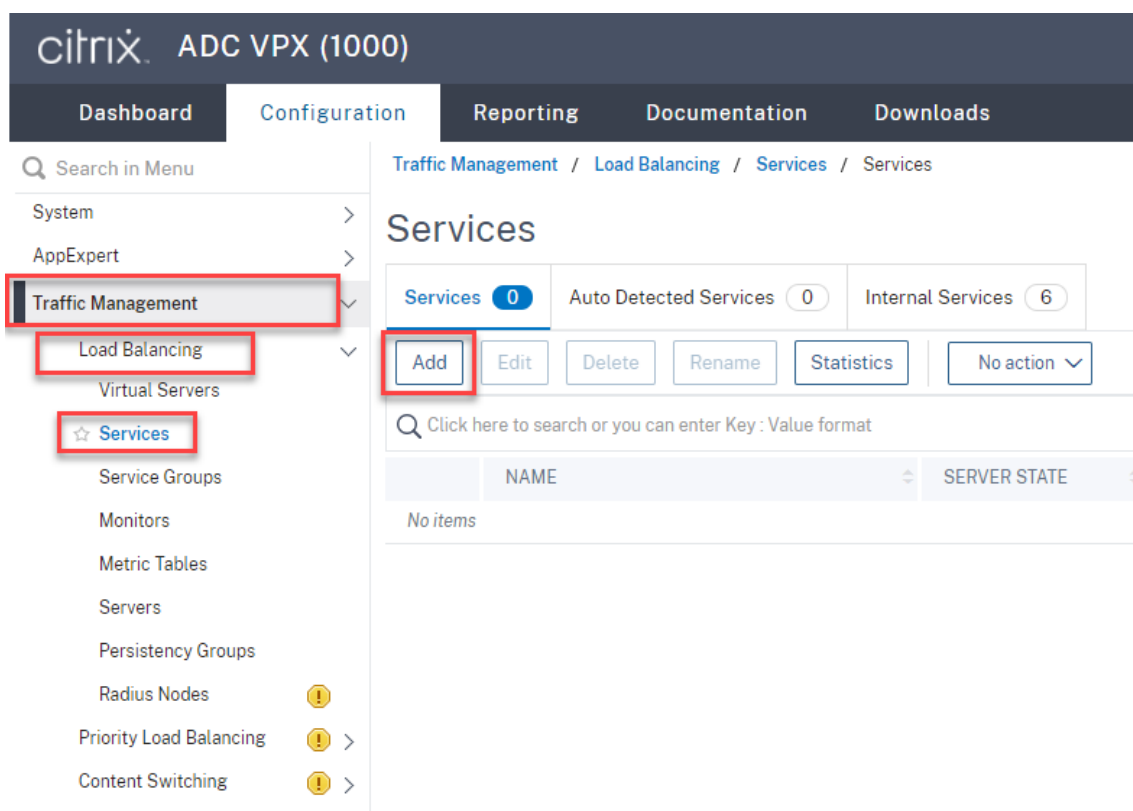 citrix. ADC VPX (1000)
Dashboard Configuration Reporting Documentation Downloads
Search in Menu
System
AppExpert
Traffic Management
Load Balancing
Virtual Servers
Services
Service Groups
Monitors
Metric Tables
Servers
Persistency Groups
Radius Nodes
Priority Load Balancing
Content Switching
Traffic Management / Load Balancing / Services / Services
Services
Services 0 Auto Detected Services 0 Internal Services 6
Add Edit Delete Rename Statistics No action
Click here to search or you can enter Key : Value format
NAME SERVER STATE
No items